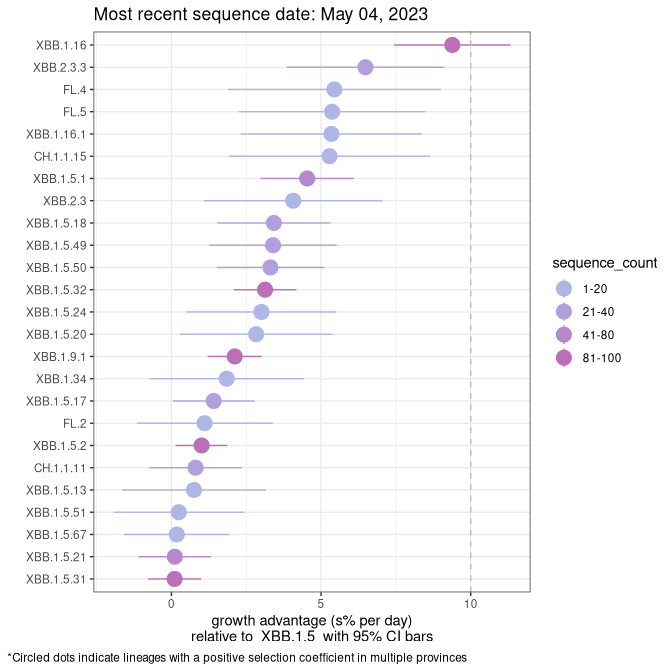 Most recent sequence date: May 04, 2023
XBB.1.16
XBB.2.3.3
FL.4
FL.5
XBB.1.16.1
CH.1.1.15
XBB.1.5.1
XBB.2.3
XBB.1.5.18
XBB.1.5.49
XBB.1.5.50
XBB.1.5.32
XBB.1.5.24
XBB.1.5.20
XBB.1.9.1
XBB.1.34
XBB.1.5.17
FL.2
XBB.1.5.2
CH.1.1.11
XBB.1.5.13
XBB.1.5.51
XBB.1.5.67
XBB.1.5.21
XBB.1.5.31
0 5 10
growth advantage (s% per day)
relative to  XBB.1.5  with 95% CI bars
sequence_count
1-20
21-40
41-80
81-100
*Circled dots indicate lineages with a positive selection coefficient in multiple provinces